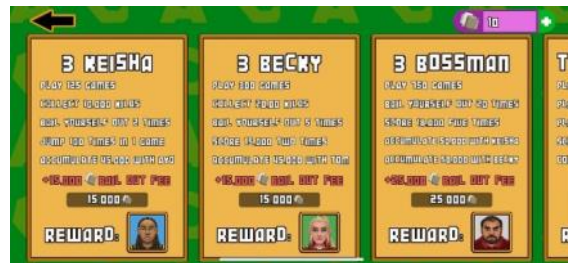 10
3 KEISHA
PLAY 125 GAMES
COLLECT 15,000 KILOS
BAIL YOURSELF OUT 2 TIMES
JUMP 100 TIMES IN 1 GAME
ACCUMULATE 45,000 WITH AYO
+15,000 BAIL OUT FEE
15 000
REWARD:
3 BECKY
PLAY 300 GAMES
COLLECT 20,000 KILOS
BAIL YOURSELF OUT 5 TIMES
SCORE 15,000 TWO TIMES
ACCUMULATE 45,000 WITH TOM
+15,000 BAIL OUT FEE
15 000
REWARD:
3 BOSSMAN
PLAY 750 GAMES
BAIL YOURSELF OUT 20 TIMES
SCORE 18,000 FIVE TIMES
ACCUMULATE 50,000 WITH KEISHA
ACCUMULATE 50,000 WITH BECKY
+25,000 BAIL OUT FEE
25 000
REWARD: